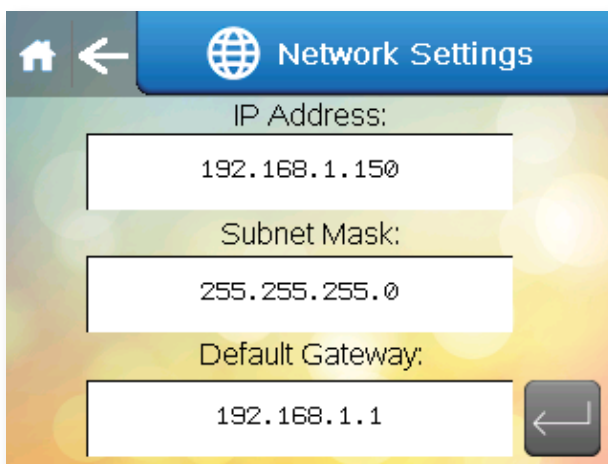 Network Settings
IP Address:
192.168.1.150
Subnet Mask:
255.255.255.0
Default Gateway:
192.168.1.1